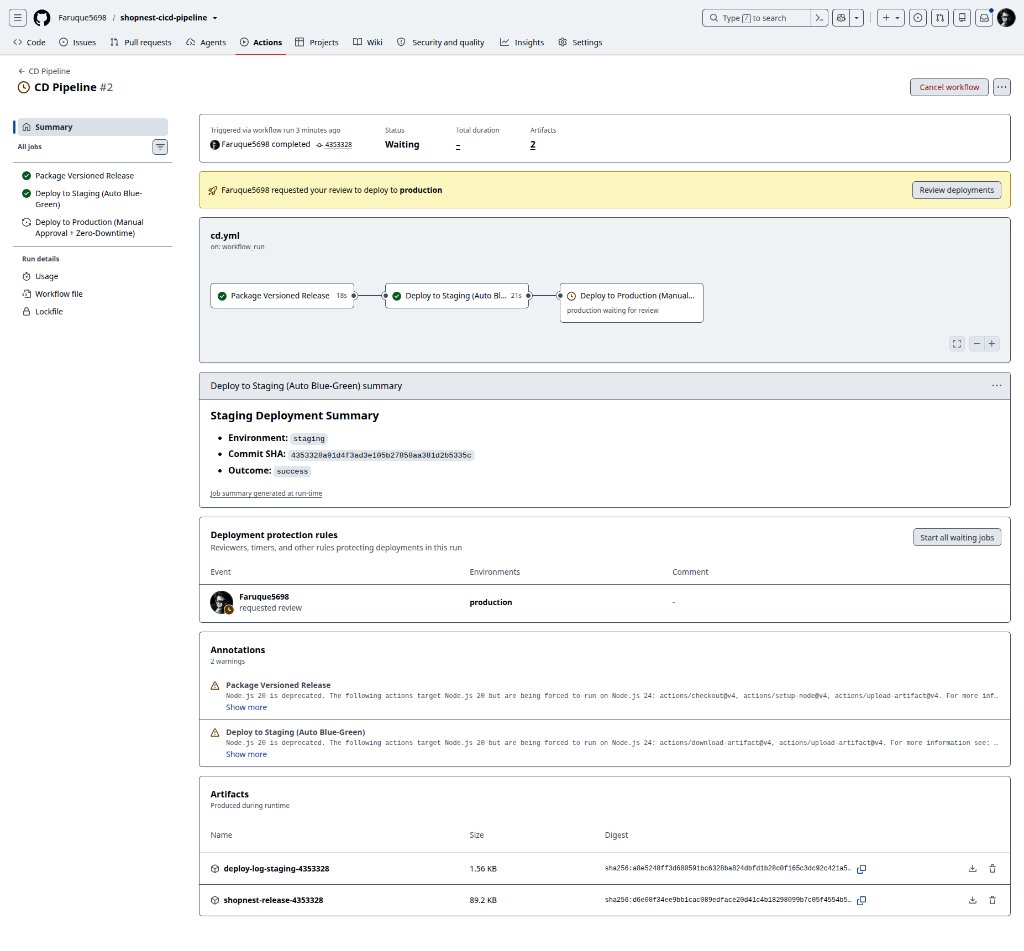 Faruque5698 / shopnest-cicd-pipeline
Type / to search
Code
Issues
Pull requests
Agents
Actions
Projects
Wiki
Security and quality
Insights
Settings
CD Pipeline
CD Pipeline #2
Cancel workflow
Summary
All jobs
Package Versioned Release
Deploy to Staging (Auto Blue-
Green)
Deploy to Production (Manual
Approval + Zero-Downtime)
Run details
Usage
Workflow file
Lockfile
Triggered via workflow run 3 minutes ago
Faruque5698 completed 4353328
Status
Waiting
Total duration
–
Artifacts
2
Faruque5698 requested your review to deploy to production
Review deployments
cd.yml
on: workflow_run
Package Versioned Release 18s
Deploy to Staging (Auto Bl... 21s
Deploy to Production (Manual...
production waiting for review
Deploy to Staging (Auto Blue-Green) summary
Staging Deployment Summary
Environment: staging
Commit SHA: 4353328a91d4f3ad3e105b27858aa381d2b5335c
Outcome: success
Job summary generated at run-time
Deployment protection rules
Reviewers, timers, and other rules protecting deployments in this run
Start all waiting jobs
Event Environments Comment
Faruque5698
requested review
production
-
Annotations
2 warnings
Package Versioned Release
Node.js 20 is deprecated. The following actions target Node.js 20 but are being forced to run on Node.js 24: actions/checkout@v4, actions/setup-node@v4, actions/upload-artifact@v4. For more inf…
Show more
Deploy to Staging (Auto Blue-Green)
Node.js 20 is deprecated. The following actions target Node.js 20 but are being forced to run on Node.js 24: actions/download-artifact@v4, actions/upload-artifact@v4. For more information see: …
Show more
Artifacts
Produced during runtime
Name Size Digest
deploy-log-staging-4353328 1.56 KB
shopnest-release-4353328 89.2 KB